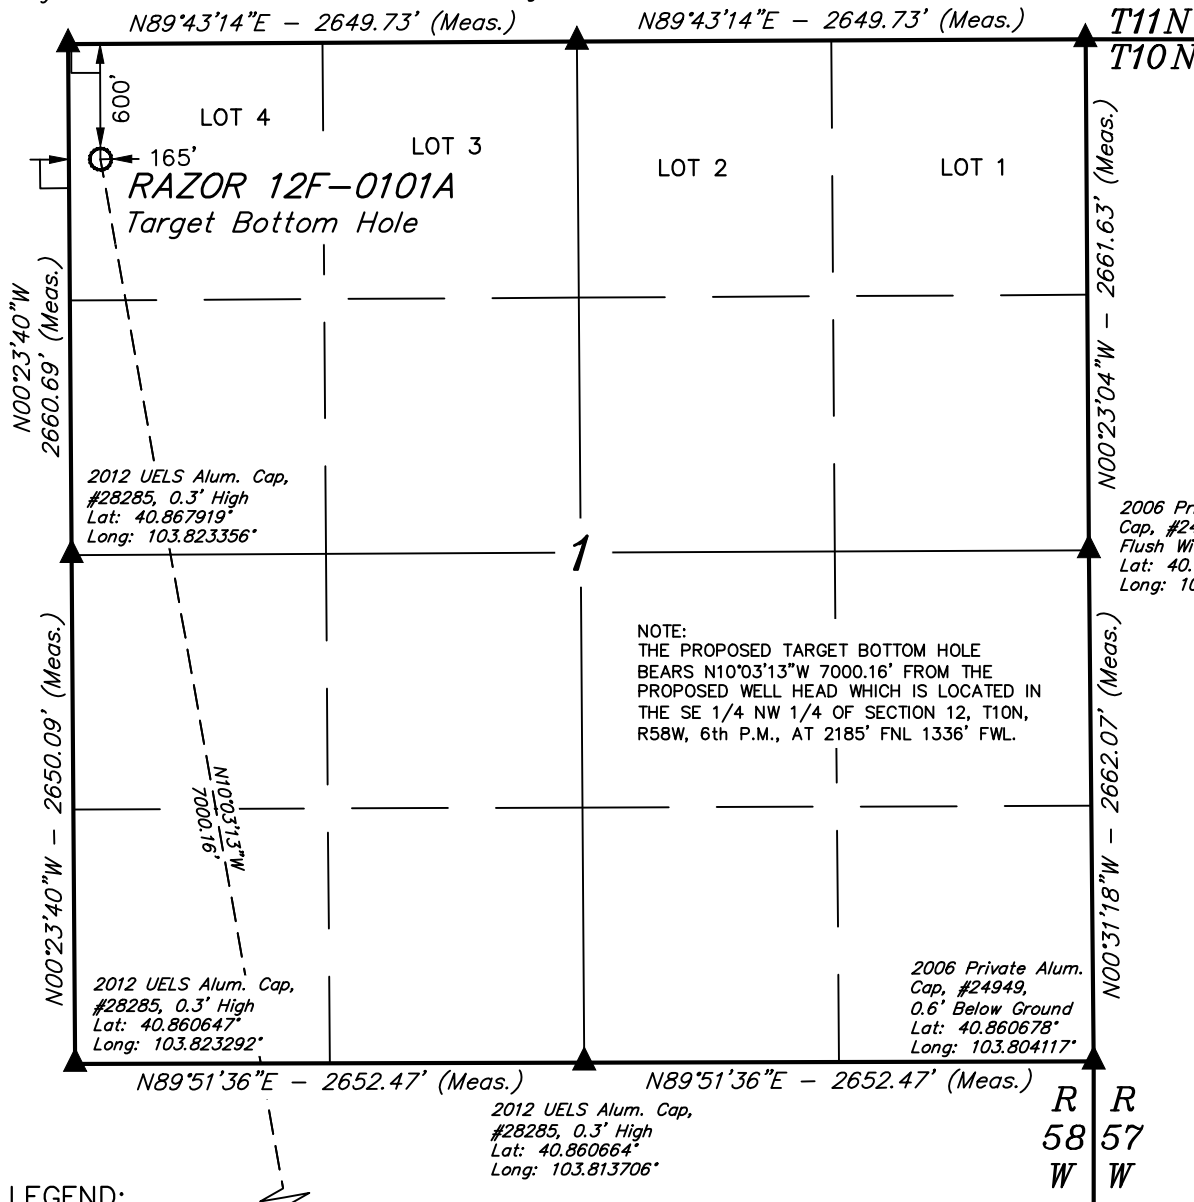 N89°43'14"E - 2649.73' (Meas.)
N89°43'14"E - 2649.73' (Meas.)
T11N
T10N
600'
LOT 4
LOT 3
LOT 2
LOT 1
165'
RAZOR 12F-0101A
Target Bottom Hole
N00°23'40"W
2660.69' (Meas.)
N00°23'04"W - 2661.63' (Meas.)
2012 UELS Alum. Cap,
#28285, 0.3' High
Lat: 40.867919°
Long: 103.823356°
1
2006
Cap,
Flush
Lat: 40.
Long:
NOTE:
THE PROPOSED TARGET BOTTOM HOLE
BEARS N10°03'13"W 7000.16' FROM THE
PROPOSED WELL HEAD WHICH IS LOCATED IN
THE SE 1/4 NW 1/4 OF SECTION 12, T10N,
R58W, 6th P.M., AT 2185' FNL 1336' FWL.
N00°23'40"W - 2650.09' (Meas.)
N10°03'13"W
7000.16'
N00°31'18"W - 2662.07' (Meas.)
2012 UELS Alum. Cap,
#28285, 0.3' High
Lat: 40.860647°
Long: 103.823292°
2006 Private Alum.
Cap, #24949,
0.6' Below Ground
Lat: 40.860678°
Long: 103.804117°
N89°51'36"E - 2652.47' (Meas.)
N89°51'36"E - 2652.47' (Meas.)
2012 UELS Alum. Cap,
#28285, 0.3' High
Lat: 40.860664°
Long: 103.813706°
R R
58 57
W W
LEGEND: